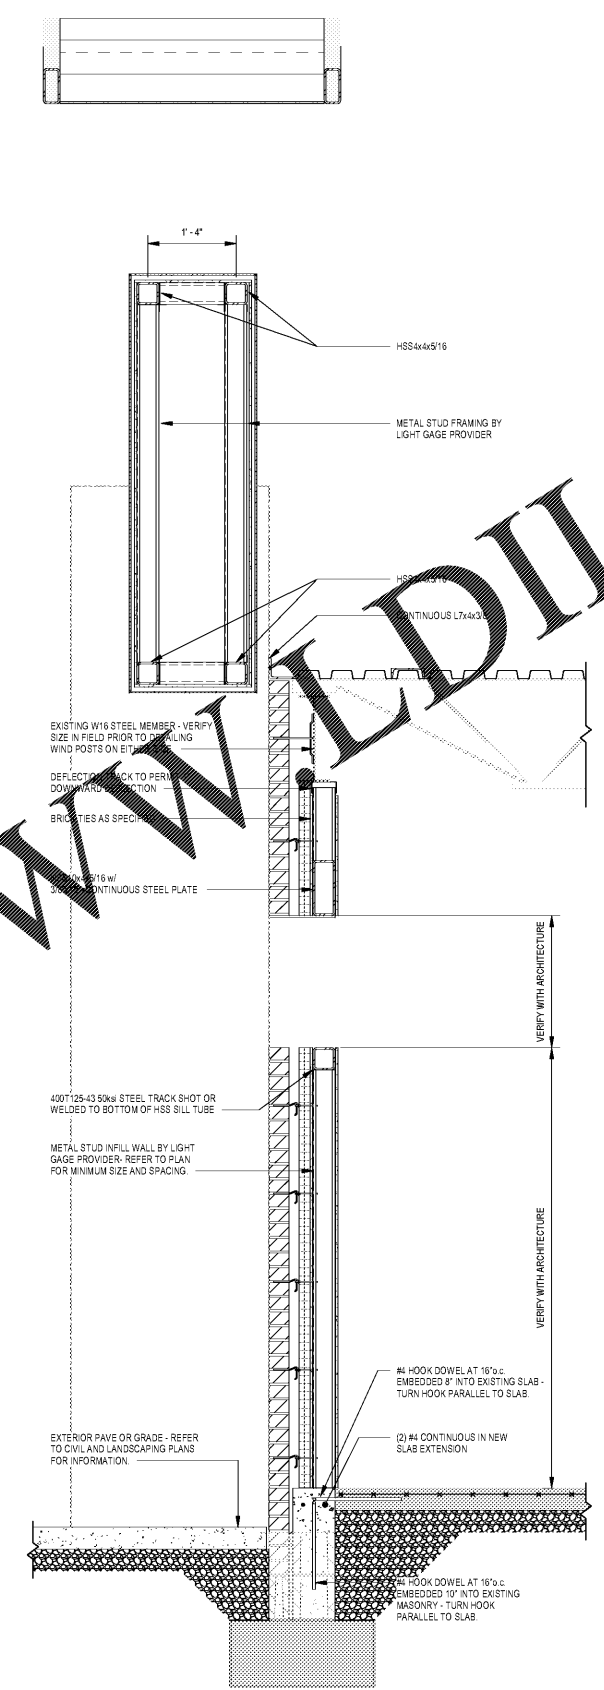 1' - 4"
HSS4x4x5/16
METAL STUD FRAMING BY
LIGHT GAGE PROVIDER
CONTINUOUS L7x4x3/8
EXISTING W16 STEEL MEMBER - VERIFY
SIZE IN FIELD PRIOR TO DETAILING
WIND POSTS ON EITHER SIDE
DEFLECTION TRACK TO PERMIT
DOWNWARD DEFLECTION
BRICK TIES AS SPECIFIED
w/
CONTINUOUS STEEL PLATE
WW.LDII
VERIFY WITH ARCHITECTURE
400T125-43 50ksi STEEL TRACK SHOT OR
WELDED TO BOTTOM OF HSS SILL TUBE
METAL STUD INFILL WALL BY LIGHT
GAGE PROVIDER- REFER TO PLAN
FOR MINIMUM SIZE AND SPACING.
VERIFY WITH ARCHITECTURE
#4 HOOK DOWEL AT 16"o.c.
EMBEDDED 8" INTO EXISTING SLAB -
TURN HOOK PARALLEL TO SLAB.
EXTERIOR PAVE OR GRADE - REFER
TO CIVIL AND LANDSCAPING PLANS
FOR INFORMATION.
(2) #4 CONTINUOUS IN NEW
SLAB EXTENSION
#4 HOOK DOWEL AT 16"o.c.
EMBEDDED 10" INTO EXISTING
MASONRY - TURN HOOK
PARALLEL TO SLAB.